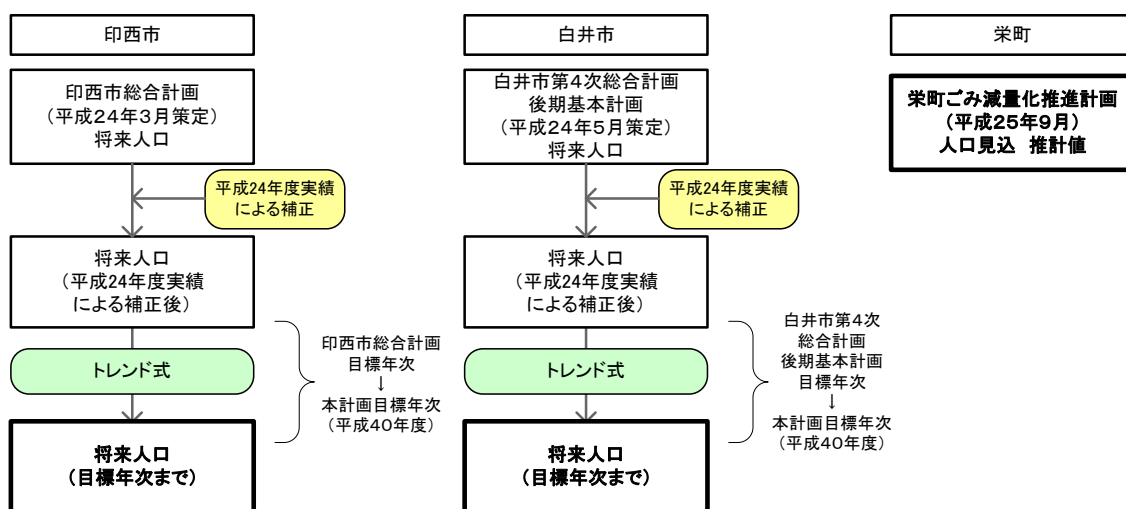 印西市
印西市総合計画
(平成24年3月策定)
将来人口
平成24年度実績
による補正
将来人口
(平成24年度実績
による補正後)
トレンド式
印西市総合計画
目標年次
↓
本計画目標年次
(平成40年度)
将来人口
(目標年次まで)
白井市
白井市第4次総合計画
後期基本計画
(平成24年5月策定)
将来人口
平成24年度実績
による補正
将来人口
(平成24年度実績
による補正後)
トレンド式
白井市第4次
総合計画
後期基本計画
目標年次
↓
本計画目標年次
(平成40年度)
将来人口
(目標年次まで)
栄町
栄町ごみ減量化推進計画
(平成25年9月)
人口見込 推計値